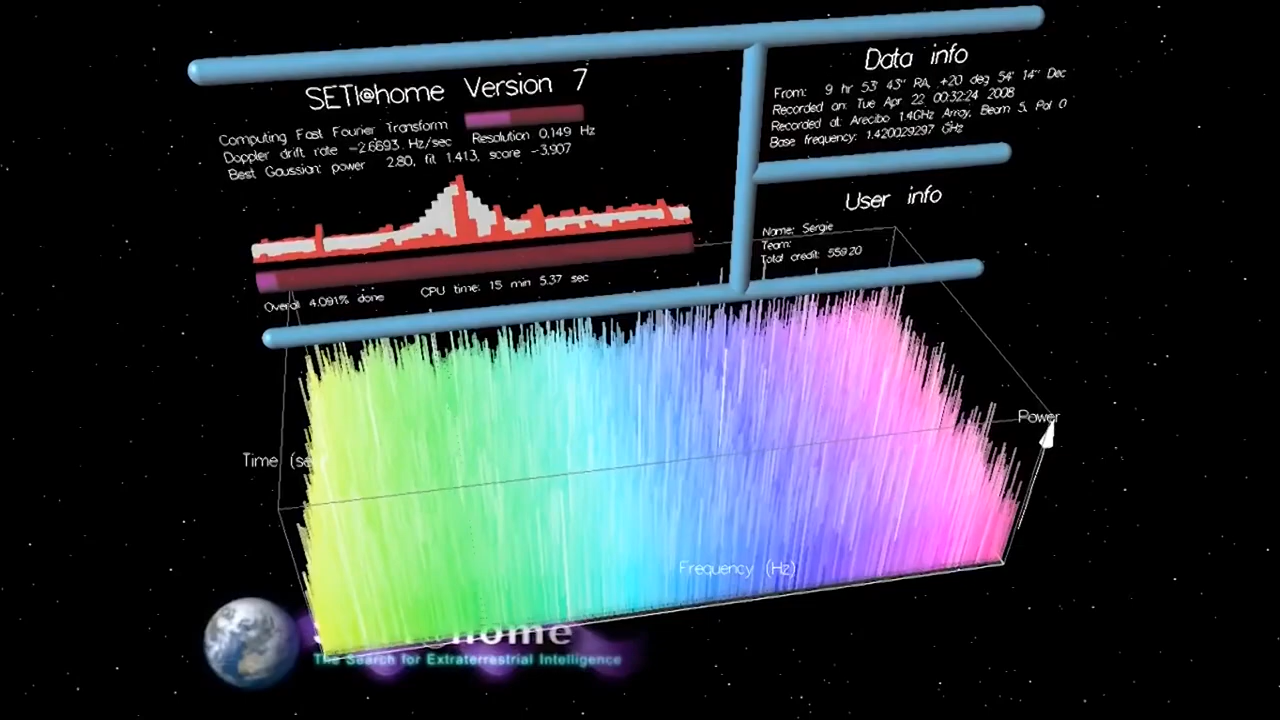 SETI@home Version 7
Computing Fast Fourier Transform
Doppler drift rate -2.6693 Hz/sec Resolution 0.149 Hz
Best Gaussian: power 2.80, fit 1.413, score -3.907
Overall 4.091% done CPU time: 15 min 5.37 sec
Data info
From: 9 hr 53' 43" RA, +20 deg 54' 14" Dec
Recorded on: Tue Apr 22 00:32:24 2008
Recorded at: Arecibo 1.4GHz Array, Beam 5, Pol 0
Base frequency: 1.420029297 GHz
User info
Name: Sergie
Team:
Total credit: 559.20
Power
Time (se
Frequency (Hz)
@home
The Search for Extraterrestrial Intelligence